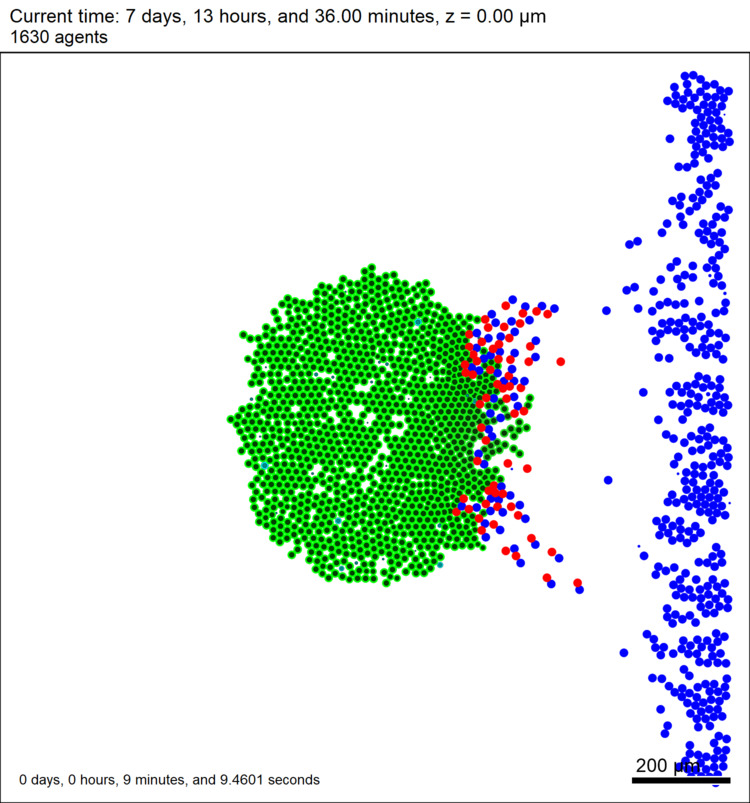 Current time: 7 days, 13 hours, and 36.00 minutes, z = 0.00 μm
1630 agents
200 μm
0 days, 0 hours, 9 minutes, and 9.4601 seconds